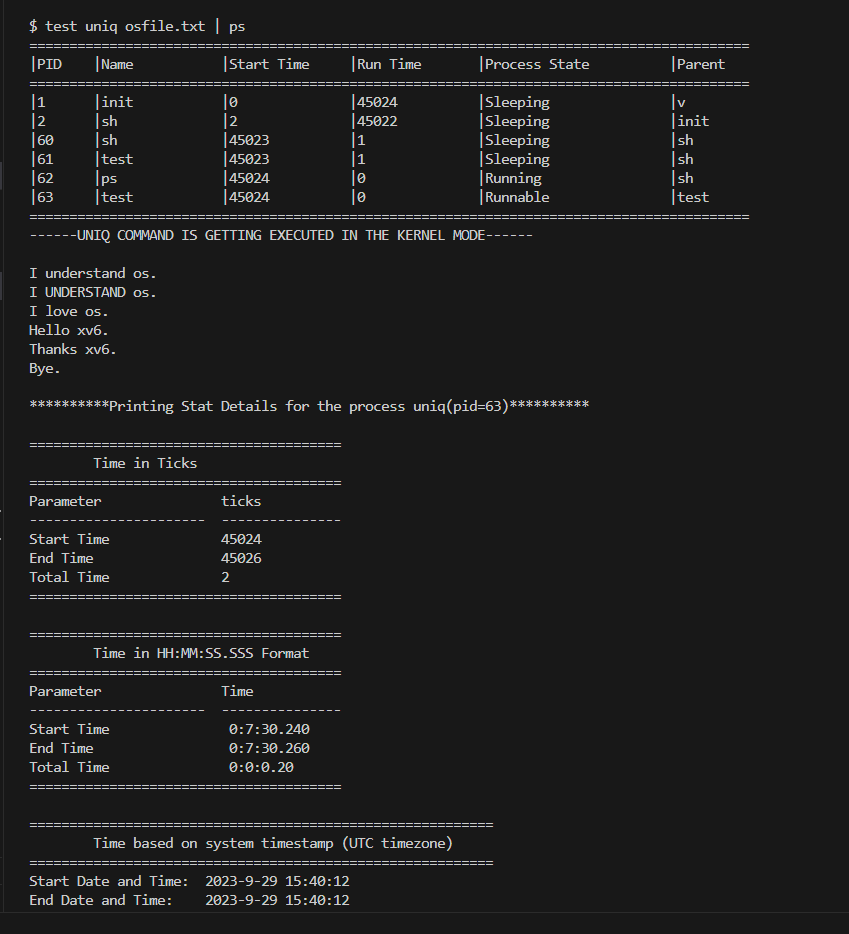 $ test uniq osfile.txt | ps
==========================================================================================
|PID    |Name           |Start Time     |Run Time       |Process State          |Parent
==========================================================================================
|1      |init           |0              |45024          |Sleeping               |v
|2      |sh             |2              |45022          |Sleeping               |init
|60     |sh             |45023          |1              |Sleeping               |sh
|61     |test           |45023          |1              |Sleeping               |sh
|62     |ps             |45024          |0              |Running                |sh
|63     |test           |45024          |0              |Runnable               |test
==========================================================================================
------UNIQ COMMAND IS GETTING EXECUTED IN THE KERNEL MODE------
I understand os.
I UNDERSTAND os.
I love os.
Hello xv6.
Thanks xv6.
Bye.
**********Printing Stat Details for the process uniq(pid=63)**********
=======================================
        Time in Ticks
=======================================
Parameter               ticks
----------------------  ---------------
Start Time              45024
End Time                45026
Total Time              2
=======================================
=======================================
        Time in HH:MM:SS.SSS Format
=======================================
Parameter               Time
----------------------  ---------------
Start Time               0:7:30.240
End Time                 0:7:30.260
Total Time               0:0:0.20
=======================================
==========================================================
        Time based on system timestamp (UTC timezone)
==========================================================
Start Date and Time:  2023-9-29 15:40:12
End Date and Time:    2023-9-29 15:40:12